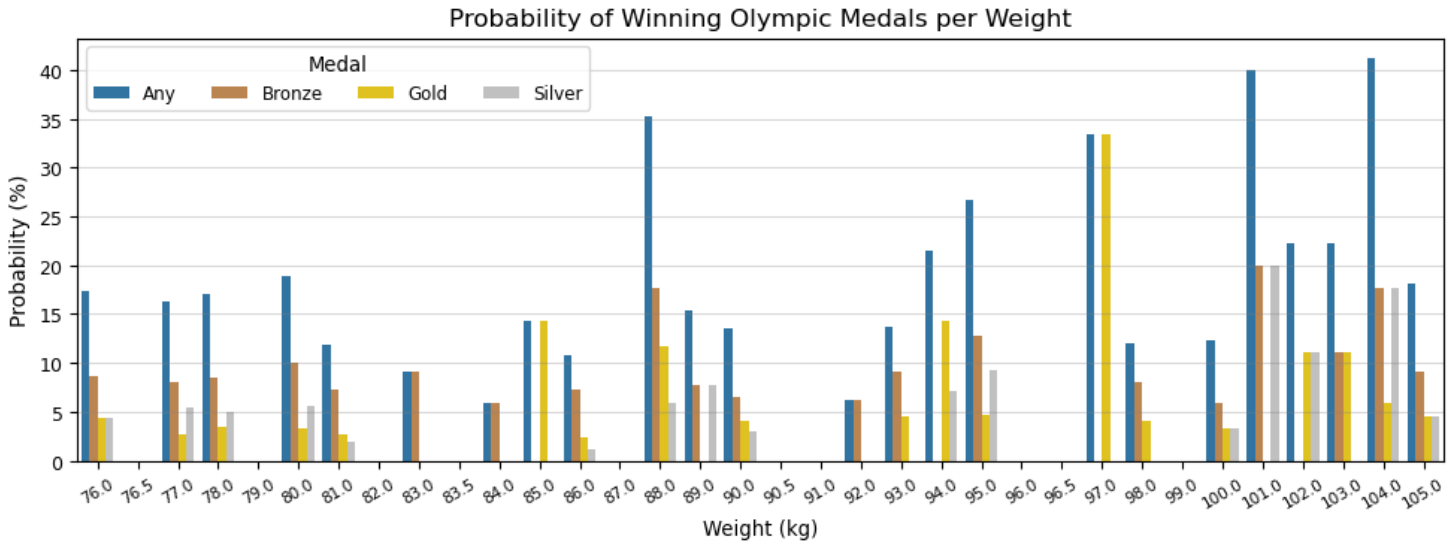 Probability of Winning Olympic Medals per Weight
Medal
Any Bronze Gold Silver
40
35
30
25
20
15
10
5
0
Probability (%)
76.0 76.5 77.0 78.0 79.0 80.0 81.0 82.0 83.0 83.5 84.0 85.0 86.0 87.0 88.0 89.0 90.0 90.5 91.0 92.0 93.0 94.0 95.0 96.0 96.5 97.0 98.0 99.0 100.0 101.0 102.0 103.0 104.0 105.0
Weight (kg)